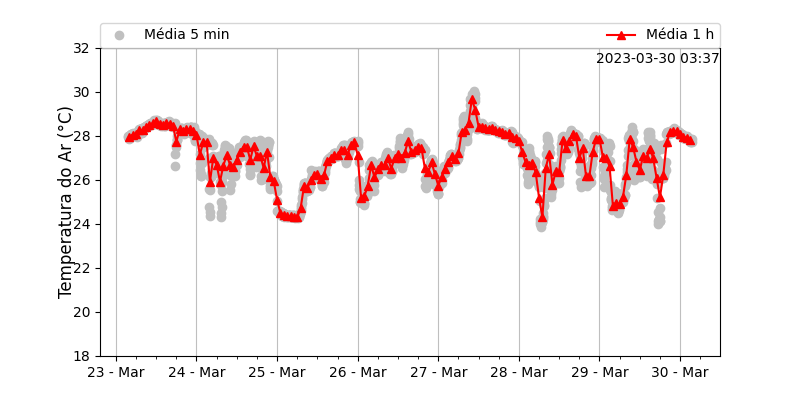 Média 5 min
Média 1 h
2023-03-30 03:37
Temperatura do Ar (°C)
32
30
28
26
24
22
20
18
23 - Mar
24 - Mar
25 - Mar
26 - Mar
27 - Mar
28 - Mar
29 - Mar
30 - Mar